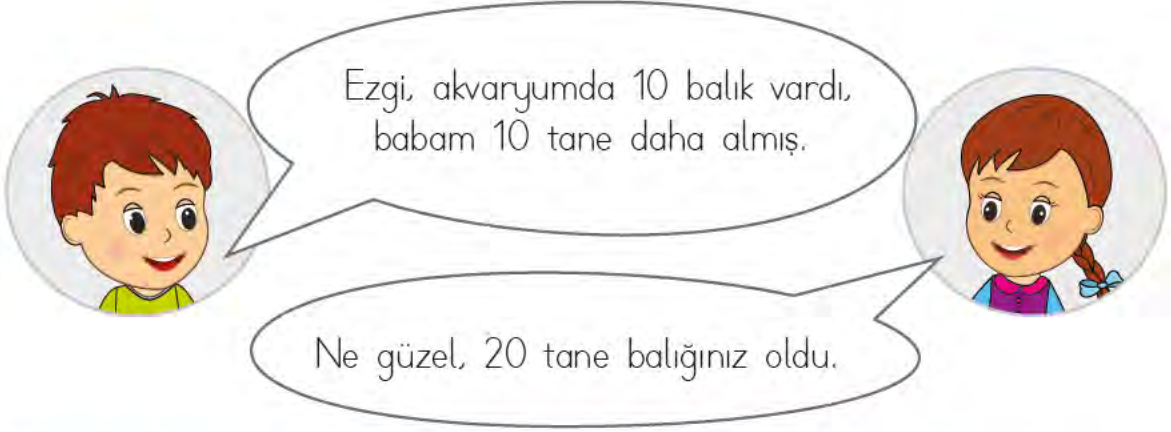 Ezgi, akvaryumda 10 balık vardı,
babam 10 tane daha almış.
Ne güzel, 20 tane balığınız oldu.